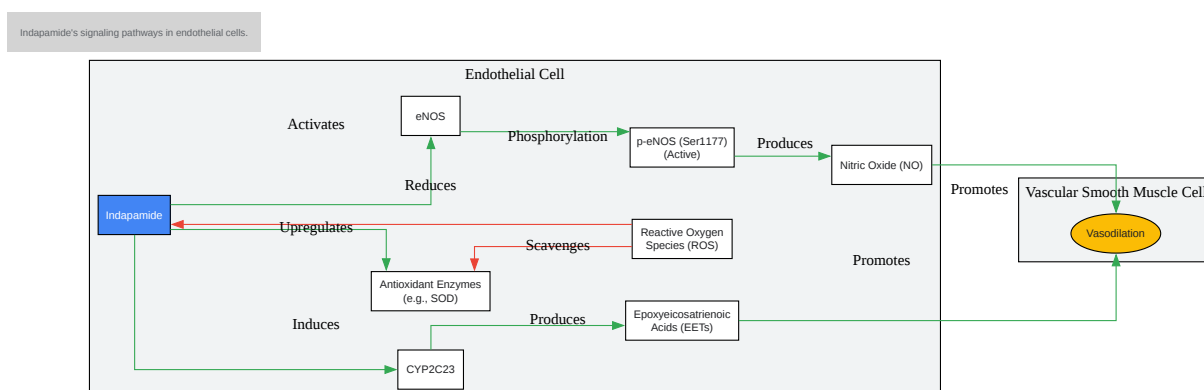 Indapamide's signaling pathways in endothelial cells.
Endothelial Cell
eNOS
Activates
Phosphorylation
p-eNOS (Ser1177)
(Active)
Produces
Nitric Oxide (NO)
Reduces
Promotes
Vascular Smooth Muscle Cell
Indapamide
Upregulates
Reactive Oxygen
Species (ROS)
Scavenges
Vasodilation
Promotes
Antioxidant Enzymes
(e.g., SOD)
Induces
Produces
Epoxyeicosatrienoic
Acids (EETs)
CYP2C23